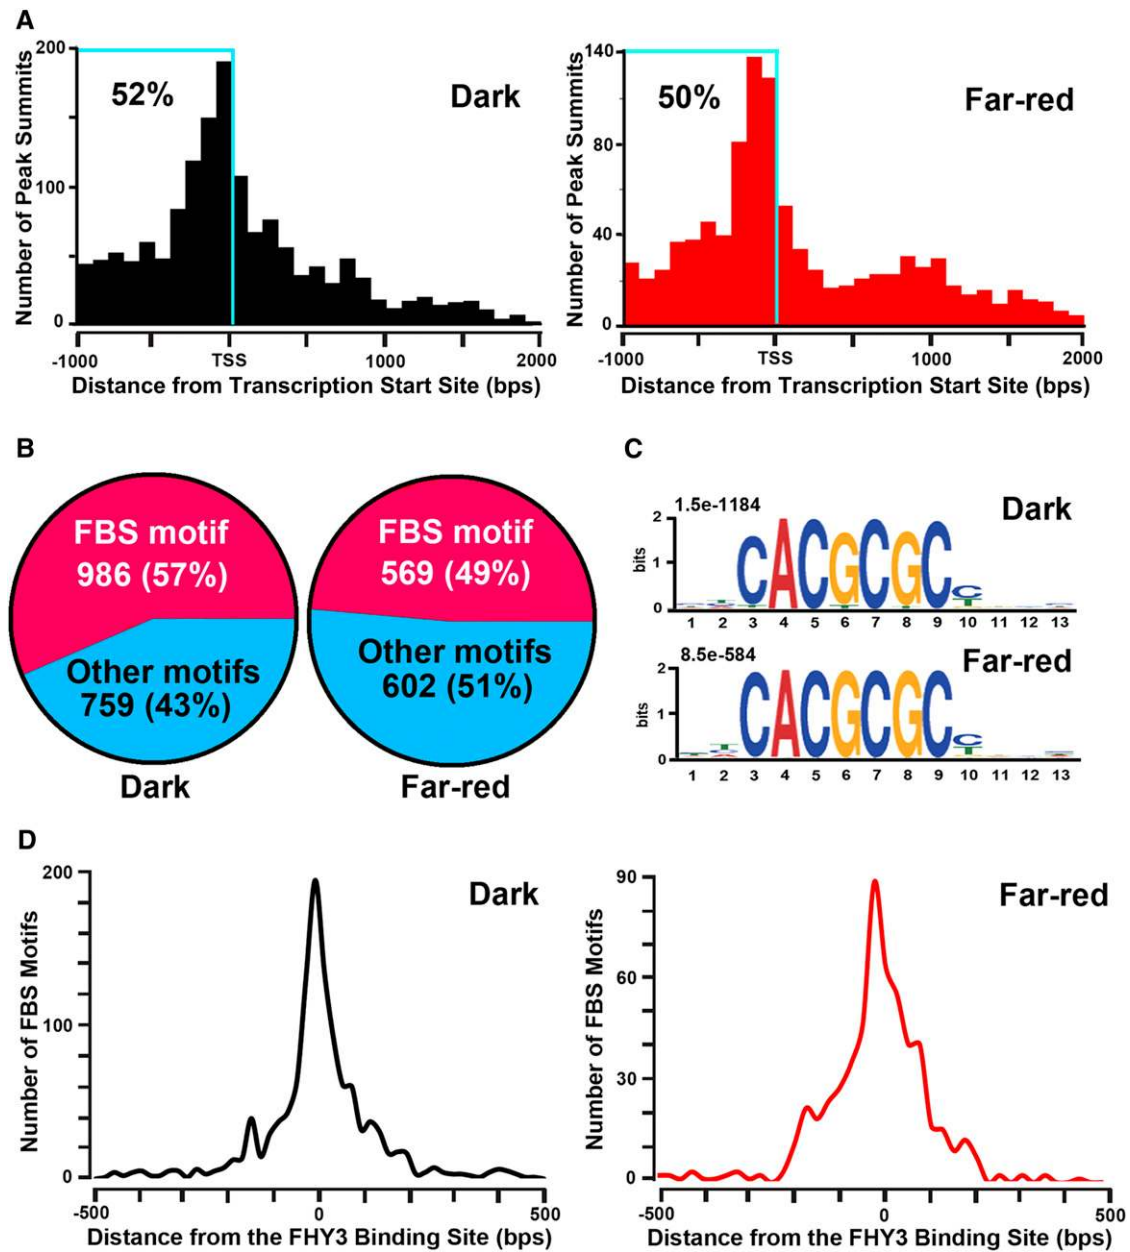 A
200
100
0
Number of Peak Summits
52%
Dark
-1000
TSS
1000
2000
Distance from Transcription Start Site (bps)
140
80
40
0
Number of Peak Summits
50%
Far-red
-1000
TSS
1000
2000
Distance from Transcription Start Site (bps)
B
FBS motif
986 (57%)
Other motifs
759 (43%)
Dark
FBS motif
569 (49%)
Other motifs
602 (51%)
Far-red
C
1.5e-1184
Dark
2
1
0
bits
CACGCGC
C
T
1 2 3 4 5 6 7 8 9 10 11 12 13
8.5e-584
Far-red
2
1
0
bits
CACGCGC
C
T
1 2 3 4 5 6 7 8 9 10 11 12 13
D
200
100
0
Number of FBS Motifs
Dark
-500
0
500
Distance from the FHY3 Binding Site (bps)
90
60
30
0
Number of FBS Motifs
Far-red
-500
0
500
Distance from the FHY3 Binding Site (bps)